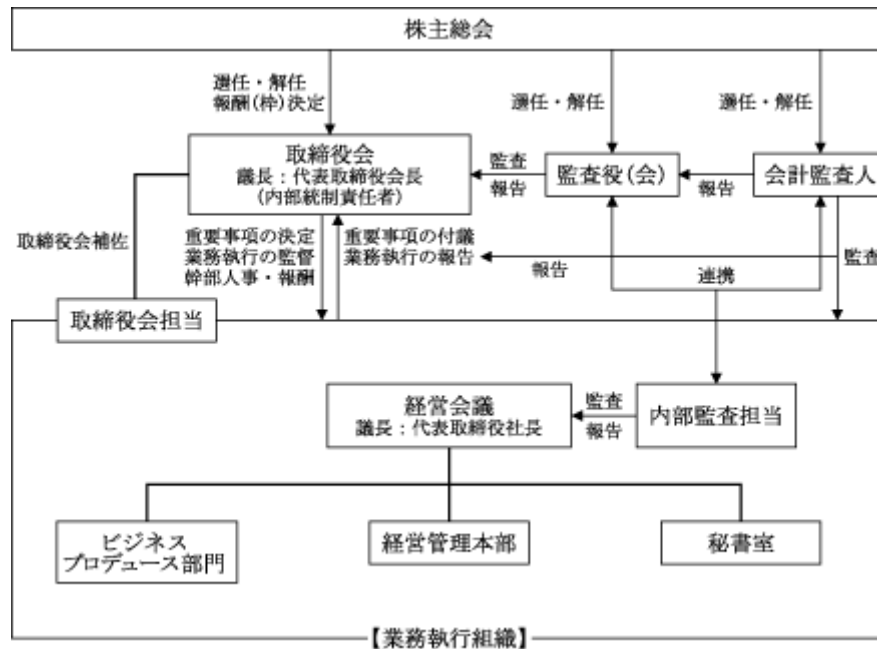 株主総会
選任・解任
報酬(枠)決定
選任・解任
選任・解任
取締役会
議長：代表取締役会長
(内部統制責任者)
監査
報告
監査役(会)
報告
会計監査人
取締役会補佐
重要事項の決定
業務執行の監督
幹部人事・報酬
重要事項の付議
業務執行の報告
報告
連携
監査
取締役会担当
経営会議
議長：代表取締役社長
監査
報告
内部監査担当
ビジネス
プロデュース部門
経営管理本部
秘書室
【業務執行組織】